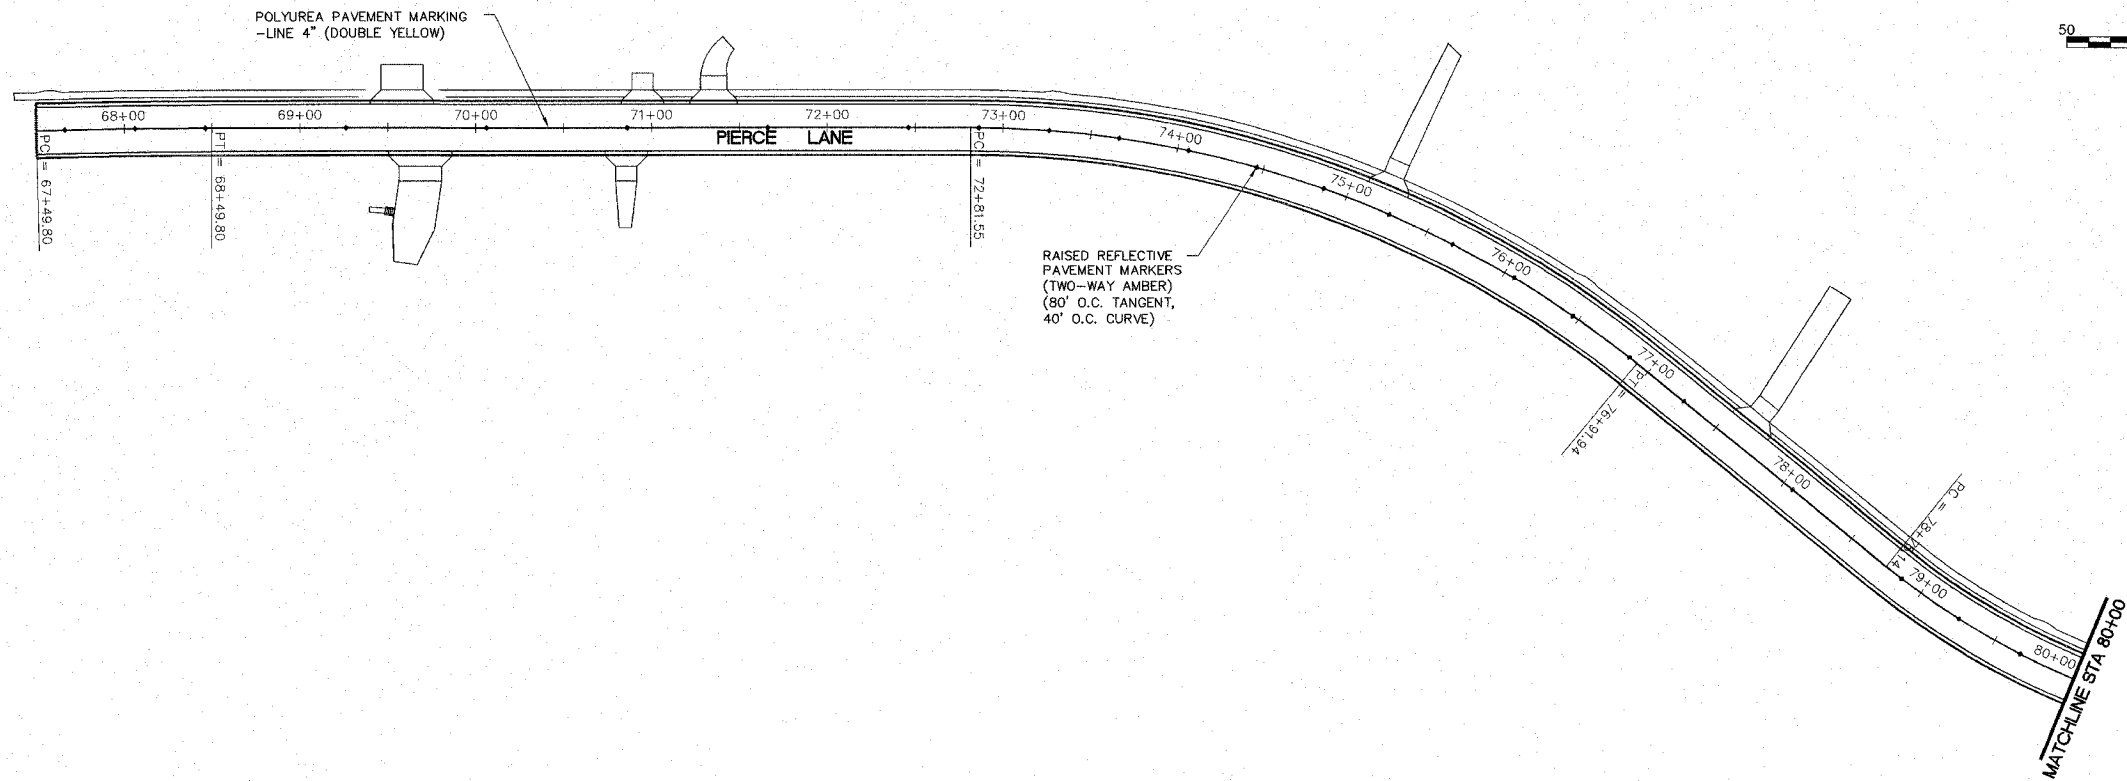 POLYUREA PAVEMENT MARKING
-LINE 4" (DOUBLE YELLOW)
50
68+00
69+00
70+00
71+00
72+00
73+00
74+00
75+00
76+00
77+00
78+00
79+00
80+00
PIERCE LANE
PC = 67+49.80
PT = 68+49.80
PC = 72+81.55
RAISED REFLECTIVE
PAVEMENT MARKERS
(TWO-WAY AMBER)
(80' O.C. TANGENT,
40' O.C. CURVE)
PT = 76+91.94
PC =
MATCHLINE STA 80+00